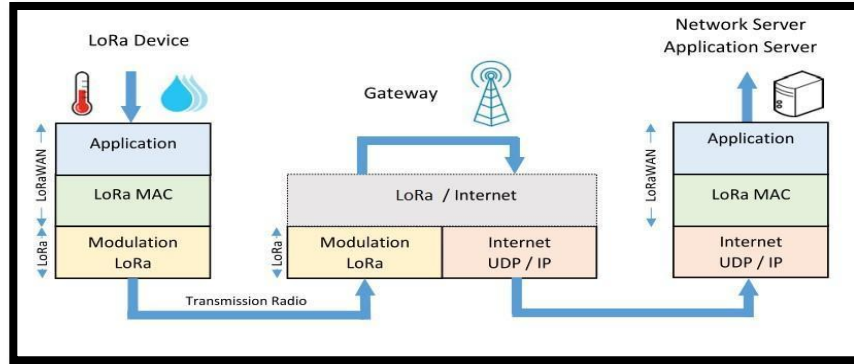 LoRa Device
Application
LoRa MAC
Modulation
LoRa
LoRaWAN
LoRa
Transmission Radio
Gateway
LoRa / Internet
Modulation
LoRa
Internet
UDP / IP
LoRa
Network Server
Application Server
Application
LoRa MAC
Internet
UDP / IP
LoRaWAN